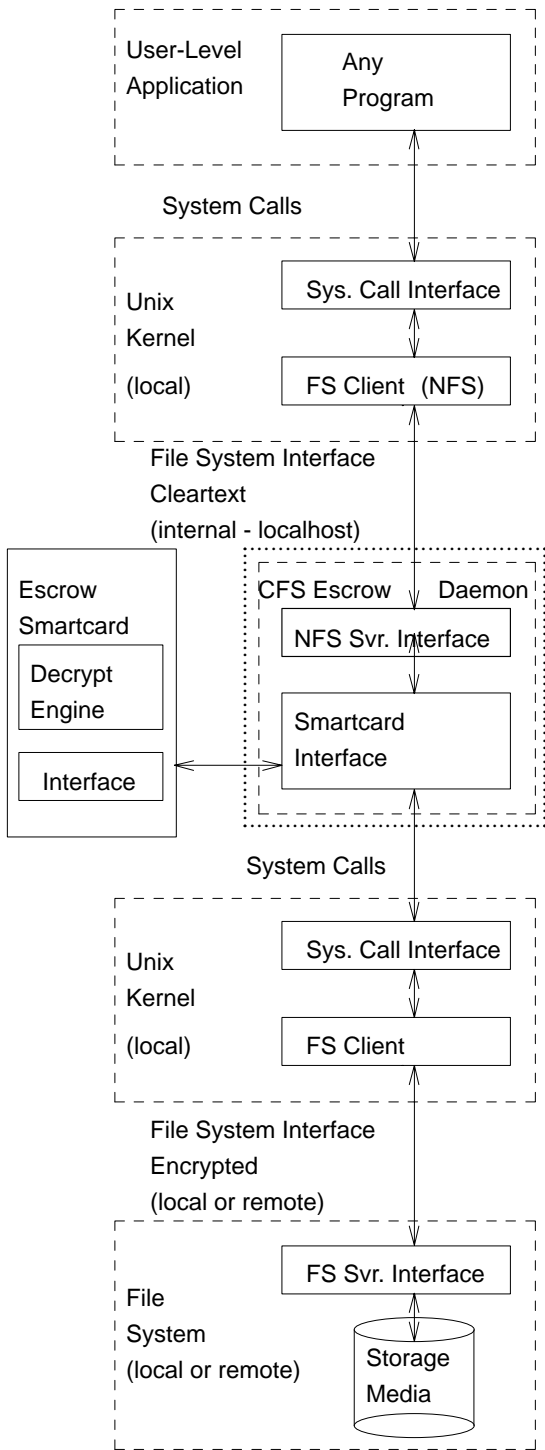 User-Level
Application
Any
Program
System Calls
Unix
Kernel
(local)
Sys. Call Interface
FS Client (NFS)
File System Interface
Cleartext
(internal - localhost)
Escrow
Smartcard
Decrypt
Engine
Interface
CFS Escrow Daemon
NFS Svr. Interface
Smartcard
Interface
System Calls
Unix
Kernel
(local)
Sys. Call Interface
FS Client
File System Interface
Encrypted
(local or remote)
File
System
(local or remote)
FS Svr. Interface
Storage
Media